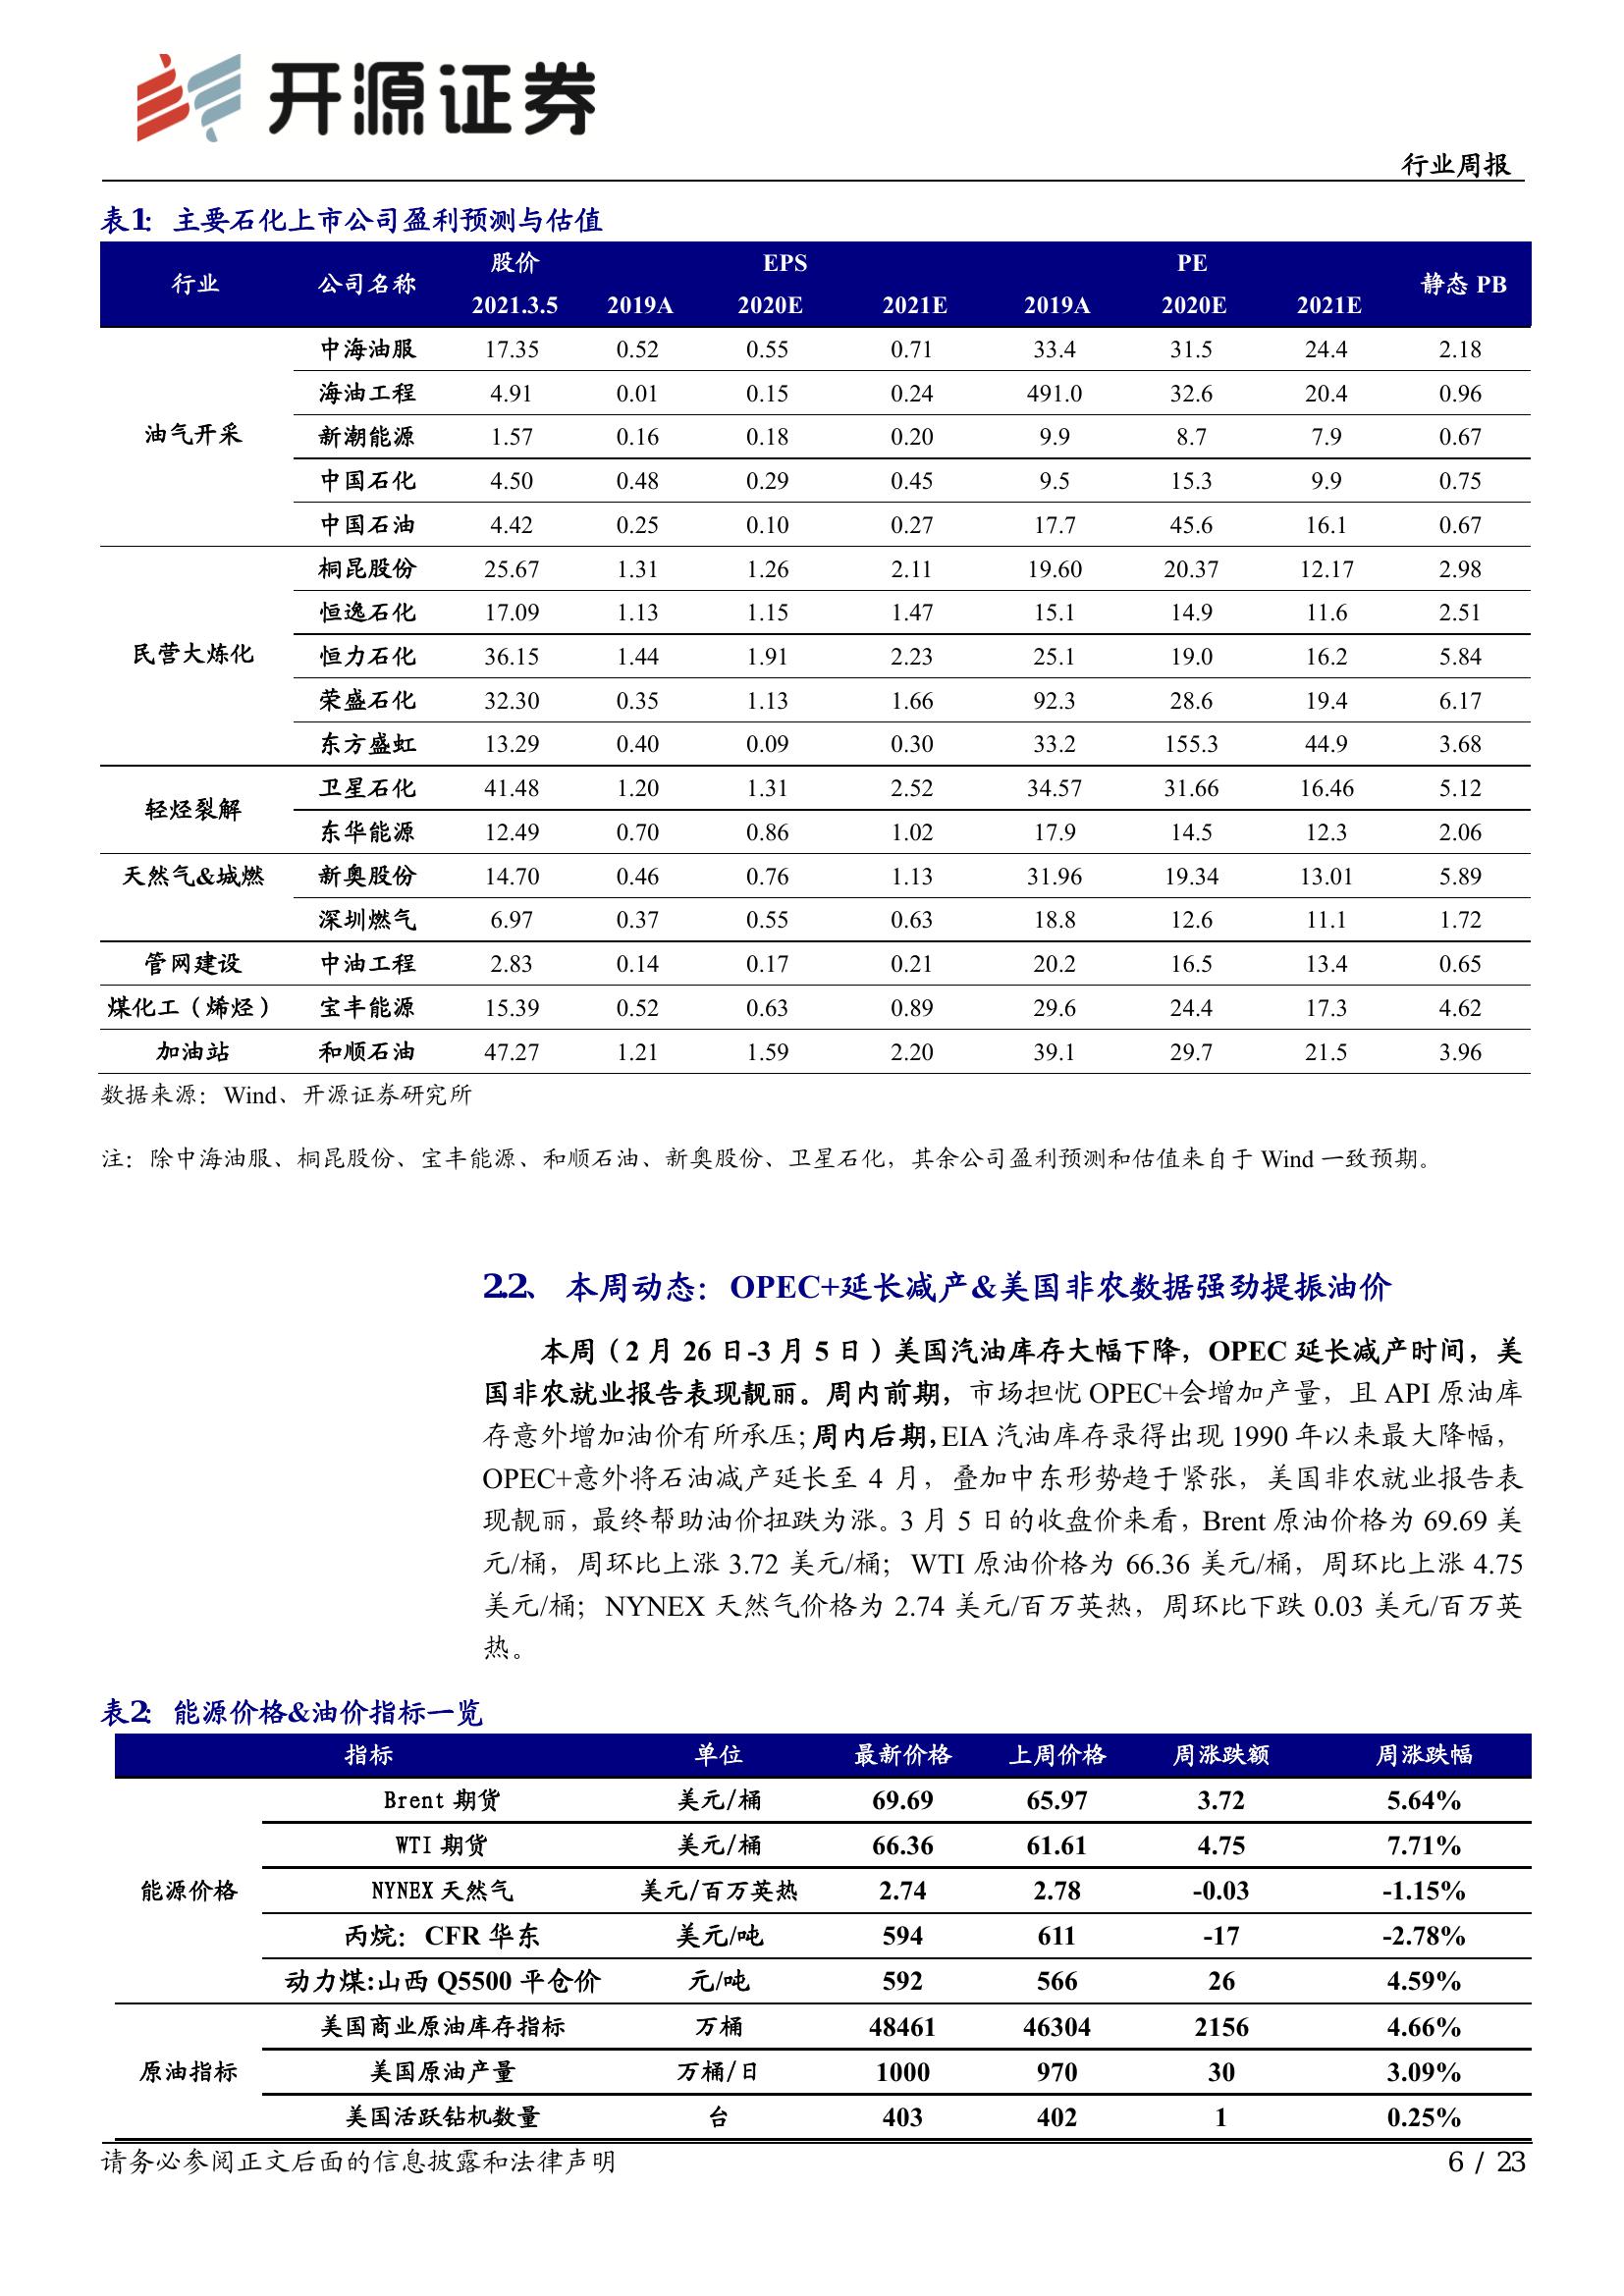 开源证券
行业周报
表1: 主要石化上市公司盈利预测与估值
行业 公司名称 股价 EPS PE 静态 PB
2021.3.5 2019A 2020E 2021E 2019A 2020E 2021E
油气开采 中海油服 17.35 0.52 0.55 0.71 33.4 31.5 24.4 2.18
海油工程 4.91 0.01 0.15 0.24 491.0 32.6 20.4 0.96
新潮能源 1.57 0.16 0.18 0.20 9.9 8.7 7.9 0.67
中国石化 4.50 0.48 0.29 0.45 9.5 15.3 9.9 0.75
中国石油 4.42 0.25 0.10 0.27 17.7 45.6 16.1 0.67
民营大炼化 桐昆股份 25.67 1.31 1.26 2.11 19.60 20.37 12.17 2.98
恒逸石化 17.09 1.13 1.15 1.47 15.1 14.9 11.6 2.51
恒力石化 36.15 1.44 1.91 2.23 25.1 19.0 16.2 5.84
荣盛石化 32.30 0.35 1.13 1.66 92.3 28.6 19.4 6.17
东方盛虹 13.29 0.40 0.09 0.30 33.2 155.3 44.9 3.68
轻烃裂解 卫星石化 41.48 1.20 1.31 2.52 34.57 31.66 16.46 5.12
东华能源 12.49 0.70 0.86 1.02 17.9 14.5 12.3 2.06
天然气&城燃 新奥股份 14.70 0.46 0.76 1.13 31.96 19.34 13.01 5.89
深圳燃气 6.97 0.37 0.55 0.63 18.8 12.6 11.1 1.72
管网建设 中油工程 2.83 0.14 0.17 0.21 20.2 16.5 13.4 0.65
煤化工（烯烃） 宝丰能源 15.39 0.52 0.63 0.89 29.6 24.4 17.3 4.62
加油站 和顺石油 47.27 1.21 1.59 2.20 39.1 29.7 21.5 3.96
数据来源：Wind、开源证券研究所
注：除中海油服、桐昆股份、宝丰能源、和顺石油、新奥股份、卫星石化，其余公司盈利预测和估值来自于 Wind 一致预期。
2.2、 本周动态：OPEC+延长减产&美国非农数据强劲提振油价
本周（2 月 26 日-3 月 5 日）美国汽油库存大幅下降，OPEC 延长减产时间，美
国非农就业报告表现靓丽。周内前期，市场担忧 OPEC+会增加产量，且 API 原油库
存意外增加油价有所承压；周内后期，EIA 汽油库存录得出现 1990 年以来最大降幅，
OPEC+意外将石油减产延长至 4 月，叠加中东形势趋于紧张，美国非农就业报告表
现靓丽，最终帮助油价扭跌为涨。3 月 5 日的收盘价来看，Brent 原油价格为 69.69 美
元/桶，周环比上涨 3.72 美元/桶；WTI 原油价格为 66.36 美元/桶，周环比上涨 4.75
美元/桶；NYNEX 天然气价格为 2.74 美元/百万英热，周环比下跌 0.03 美元/百万英
热。
表2: 能源价格&油价指标一览
指标 单位 最新价格 上周价格 周涨跌额 周涨跌幅
能源价格 Brent 期货 美元/桶 69.69 65.97 3.72 5.64%
WTI 期货 美元/桶 66.36 61.61 4.75 7.71%
NYNEX 天然气 美元/百万英热 2.74 2.78 -0.03 -1.15%
丙烷：CFR 华东 美元/吨 594 611 -17 -2.78%
动力煤:山西 Q5500 平仓价 元/吨 592 566 26 4.59%
原油指标 美国商业原油库存指标 万桶 48461 46304 2156 4.66%
美国原油产量 万桶/日 1000 970 30 3.09%
美国活跃钻机数量 台 403 402 1 0.25%
请务必参阅正文后面的信息披露和法律声明 6 / 23